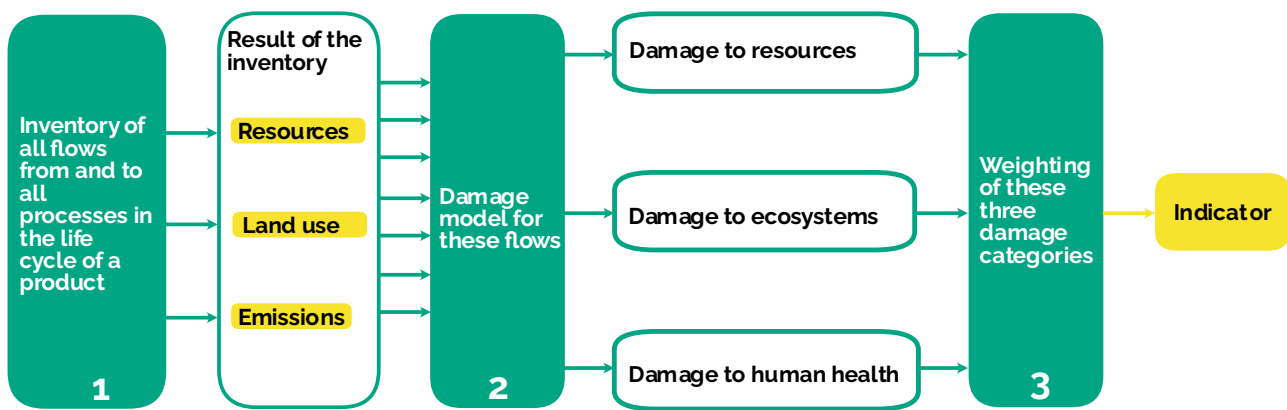 Inventory of
all flows
from and to
all
processes in
the life
cycle of a
product
1
Result of the
inventory
Resources
Land use
Emissions
Damage
model for
these flows
2
Damage to resources
Damage to ecosystems
Damage to human health
Weighting
of these
three
damage
categories
3
Indicator